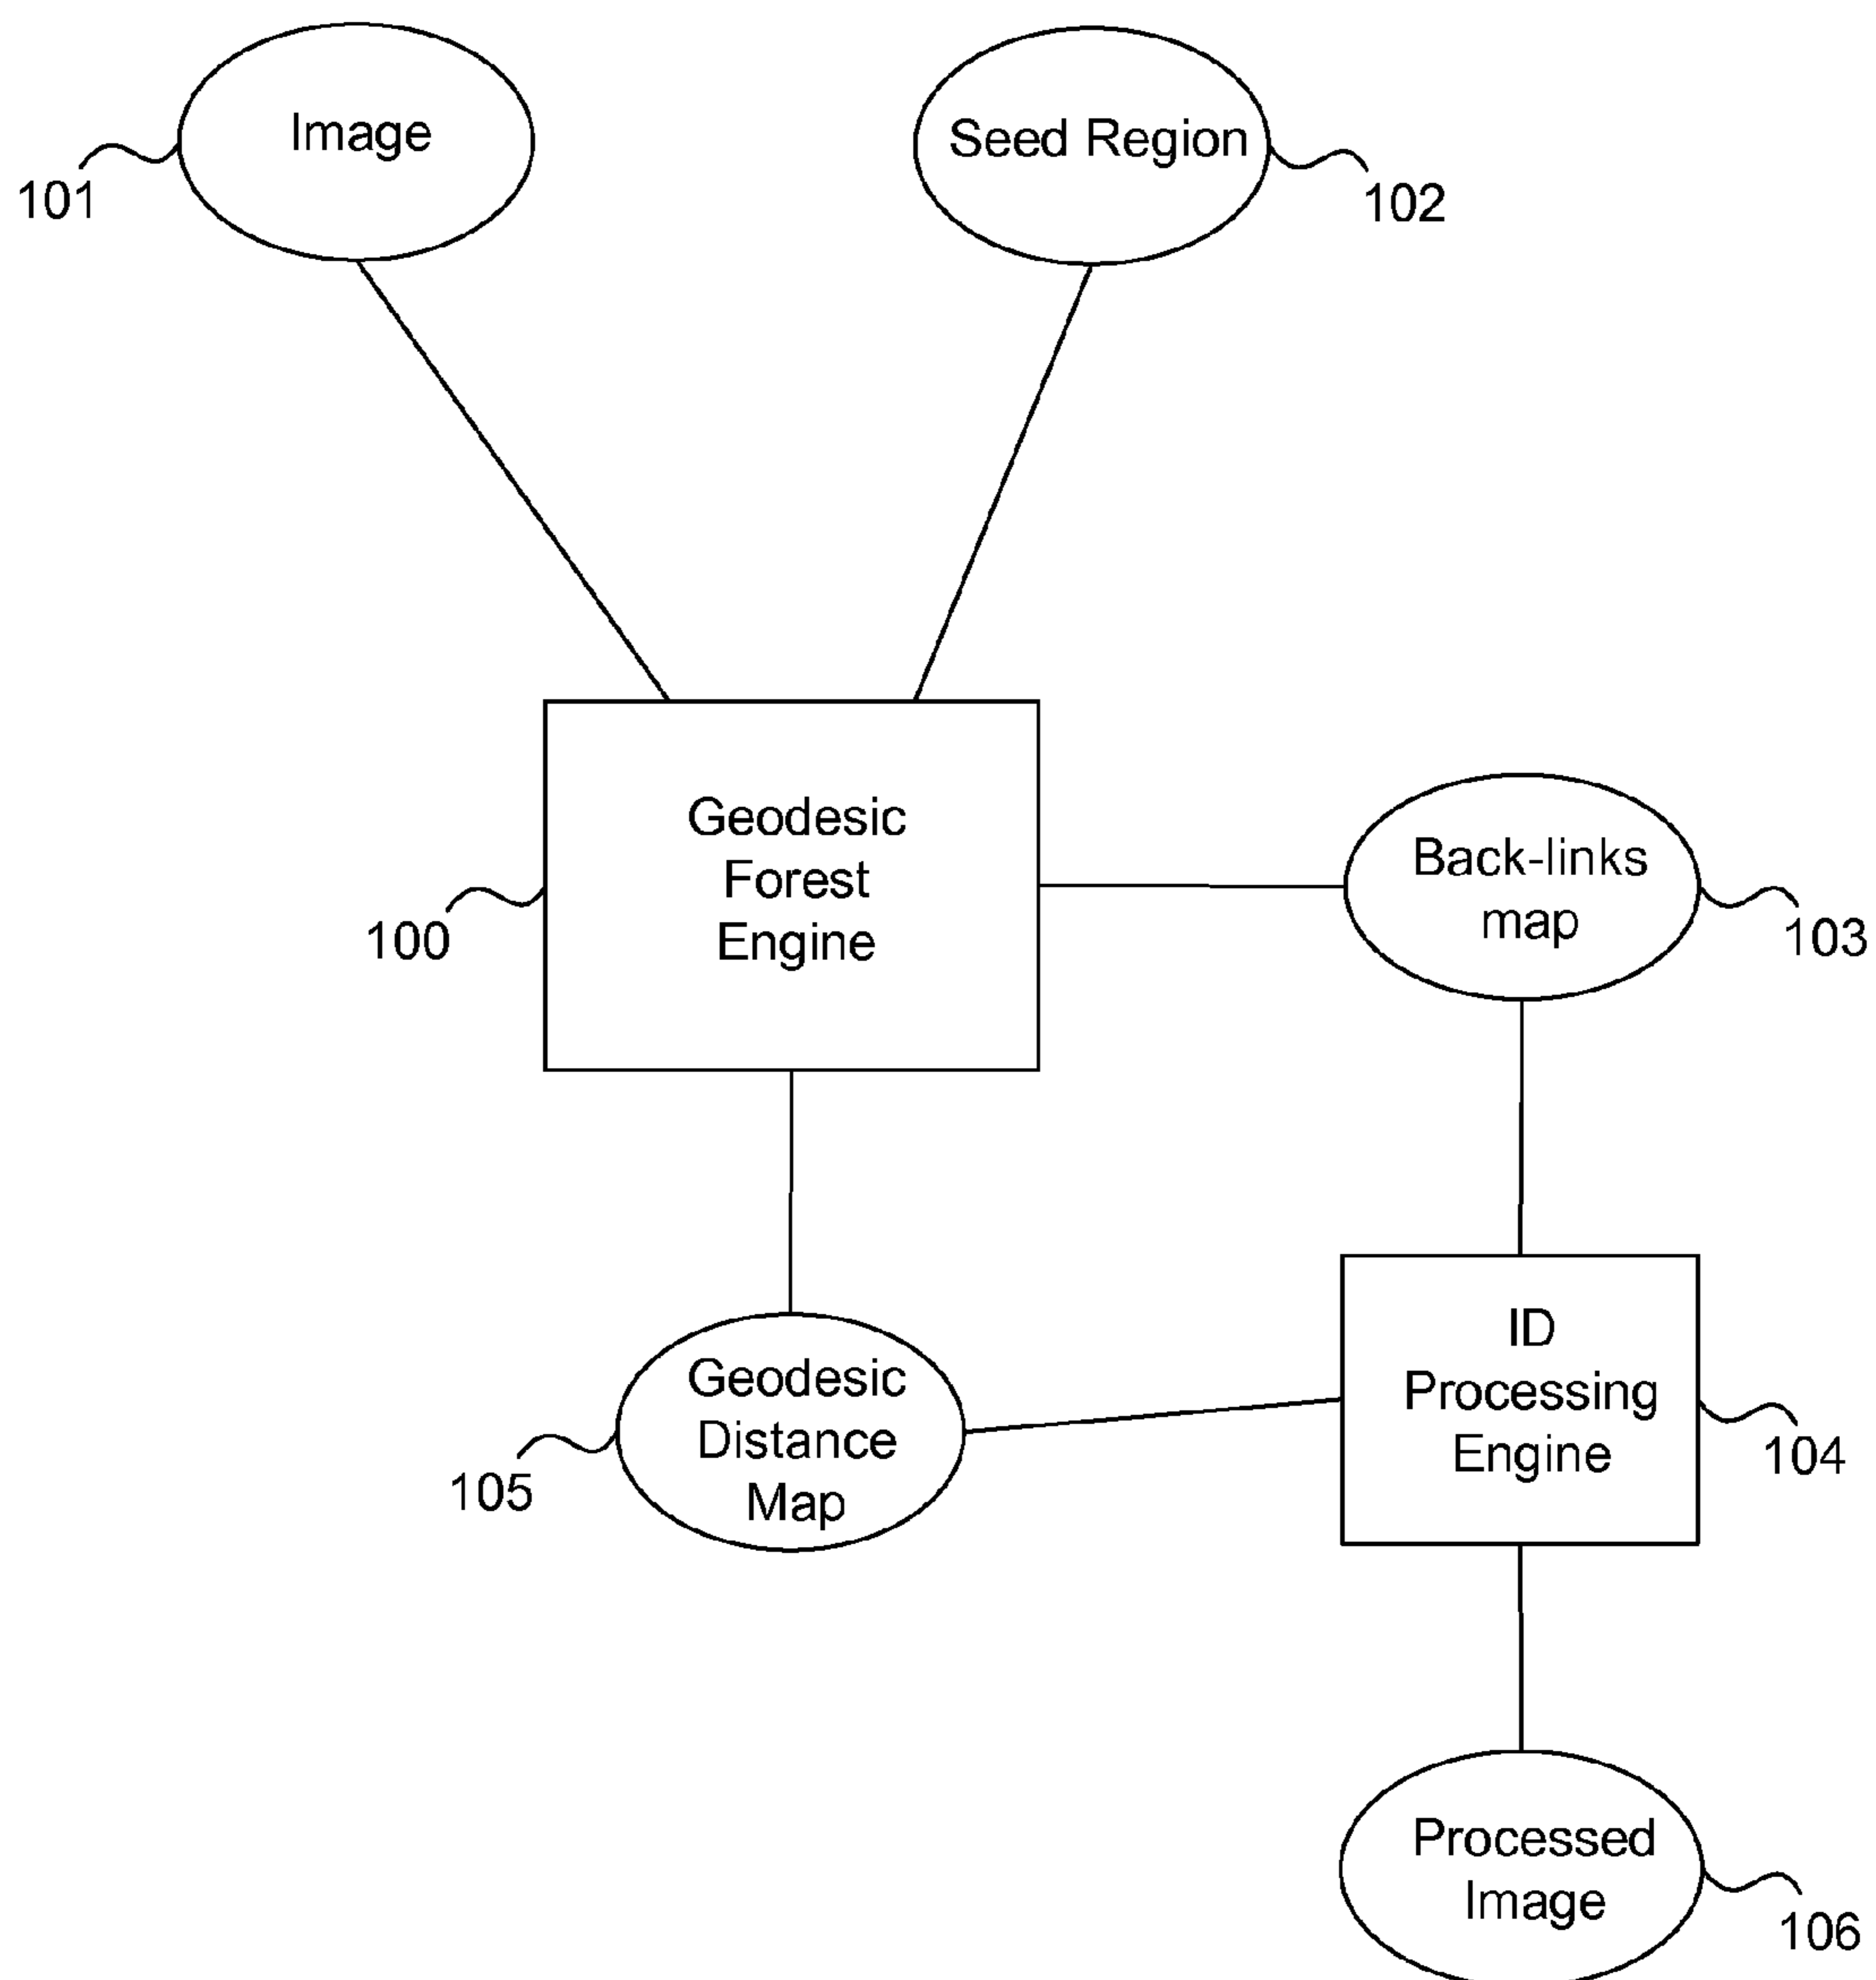 Image
Seed Region
101
102
Geodesic
Forest
Engine
100
Back-links
map
103
ID
Processing
Engine
104
Geodesic
Distance
Map
105
Processed
Image
106